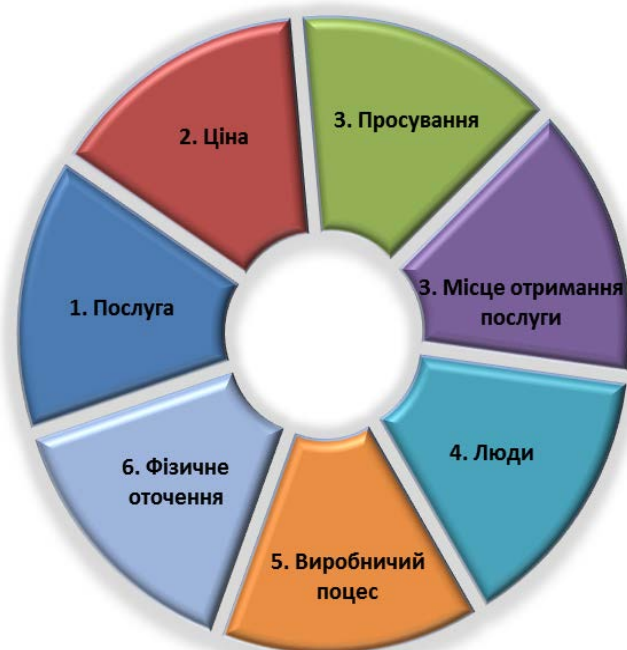 1. Послуга
2. Ціна
3. Просування
3. Місце отримання
послуги
4. Люди
5. Виробничий
поцес
6. Фізичне
оточення